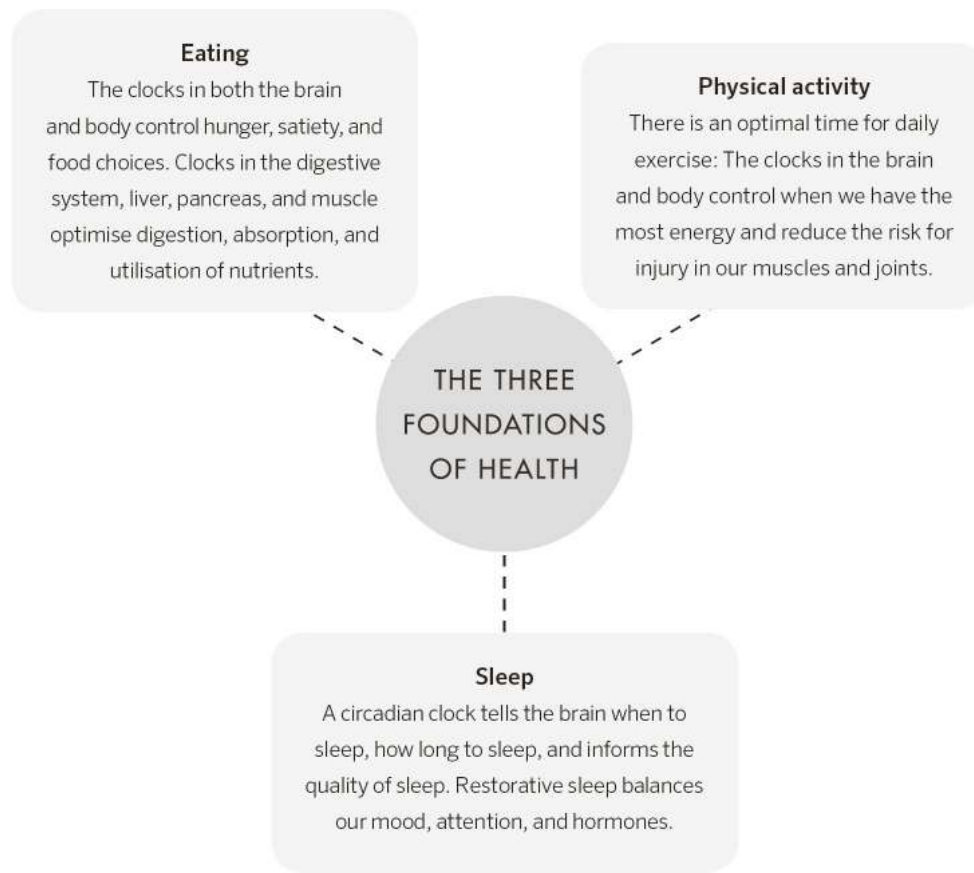 Eating
The clocks in both the brain
and body control hunger, satiety, and
food choices. Clocks in the digestive
system, liver, pancreas, and muscle
optimise digestion, absorption, and
utilisation of nutrients.
Physical activity
There is an optimal time for daily
exercise: The clocks in the brain
and body control when we have the
most energy and reduce the risk for
injury in our muscles and joints.
THE THREE
FOUNDATIONS
OF HEALTH
Sleep
A circadian clock tells the brain when to
sleep, how long to sleep, and informs the
quality of sleep. Restorative sleep balances
our mood, attention, and hormones.